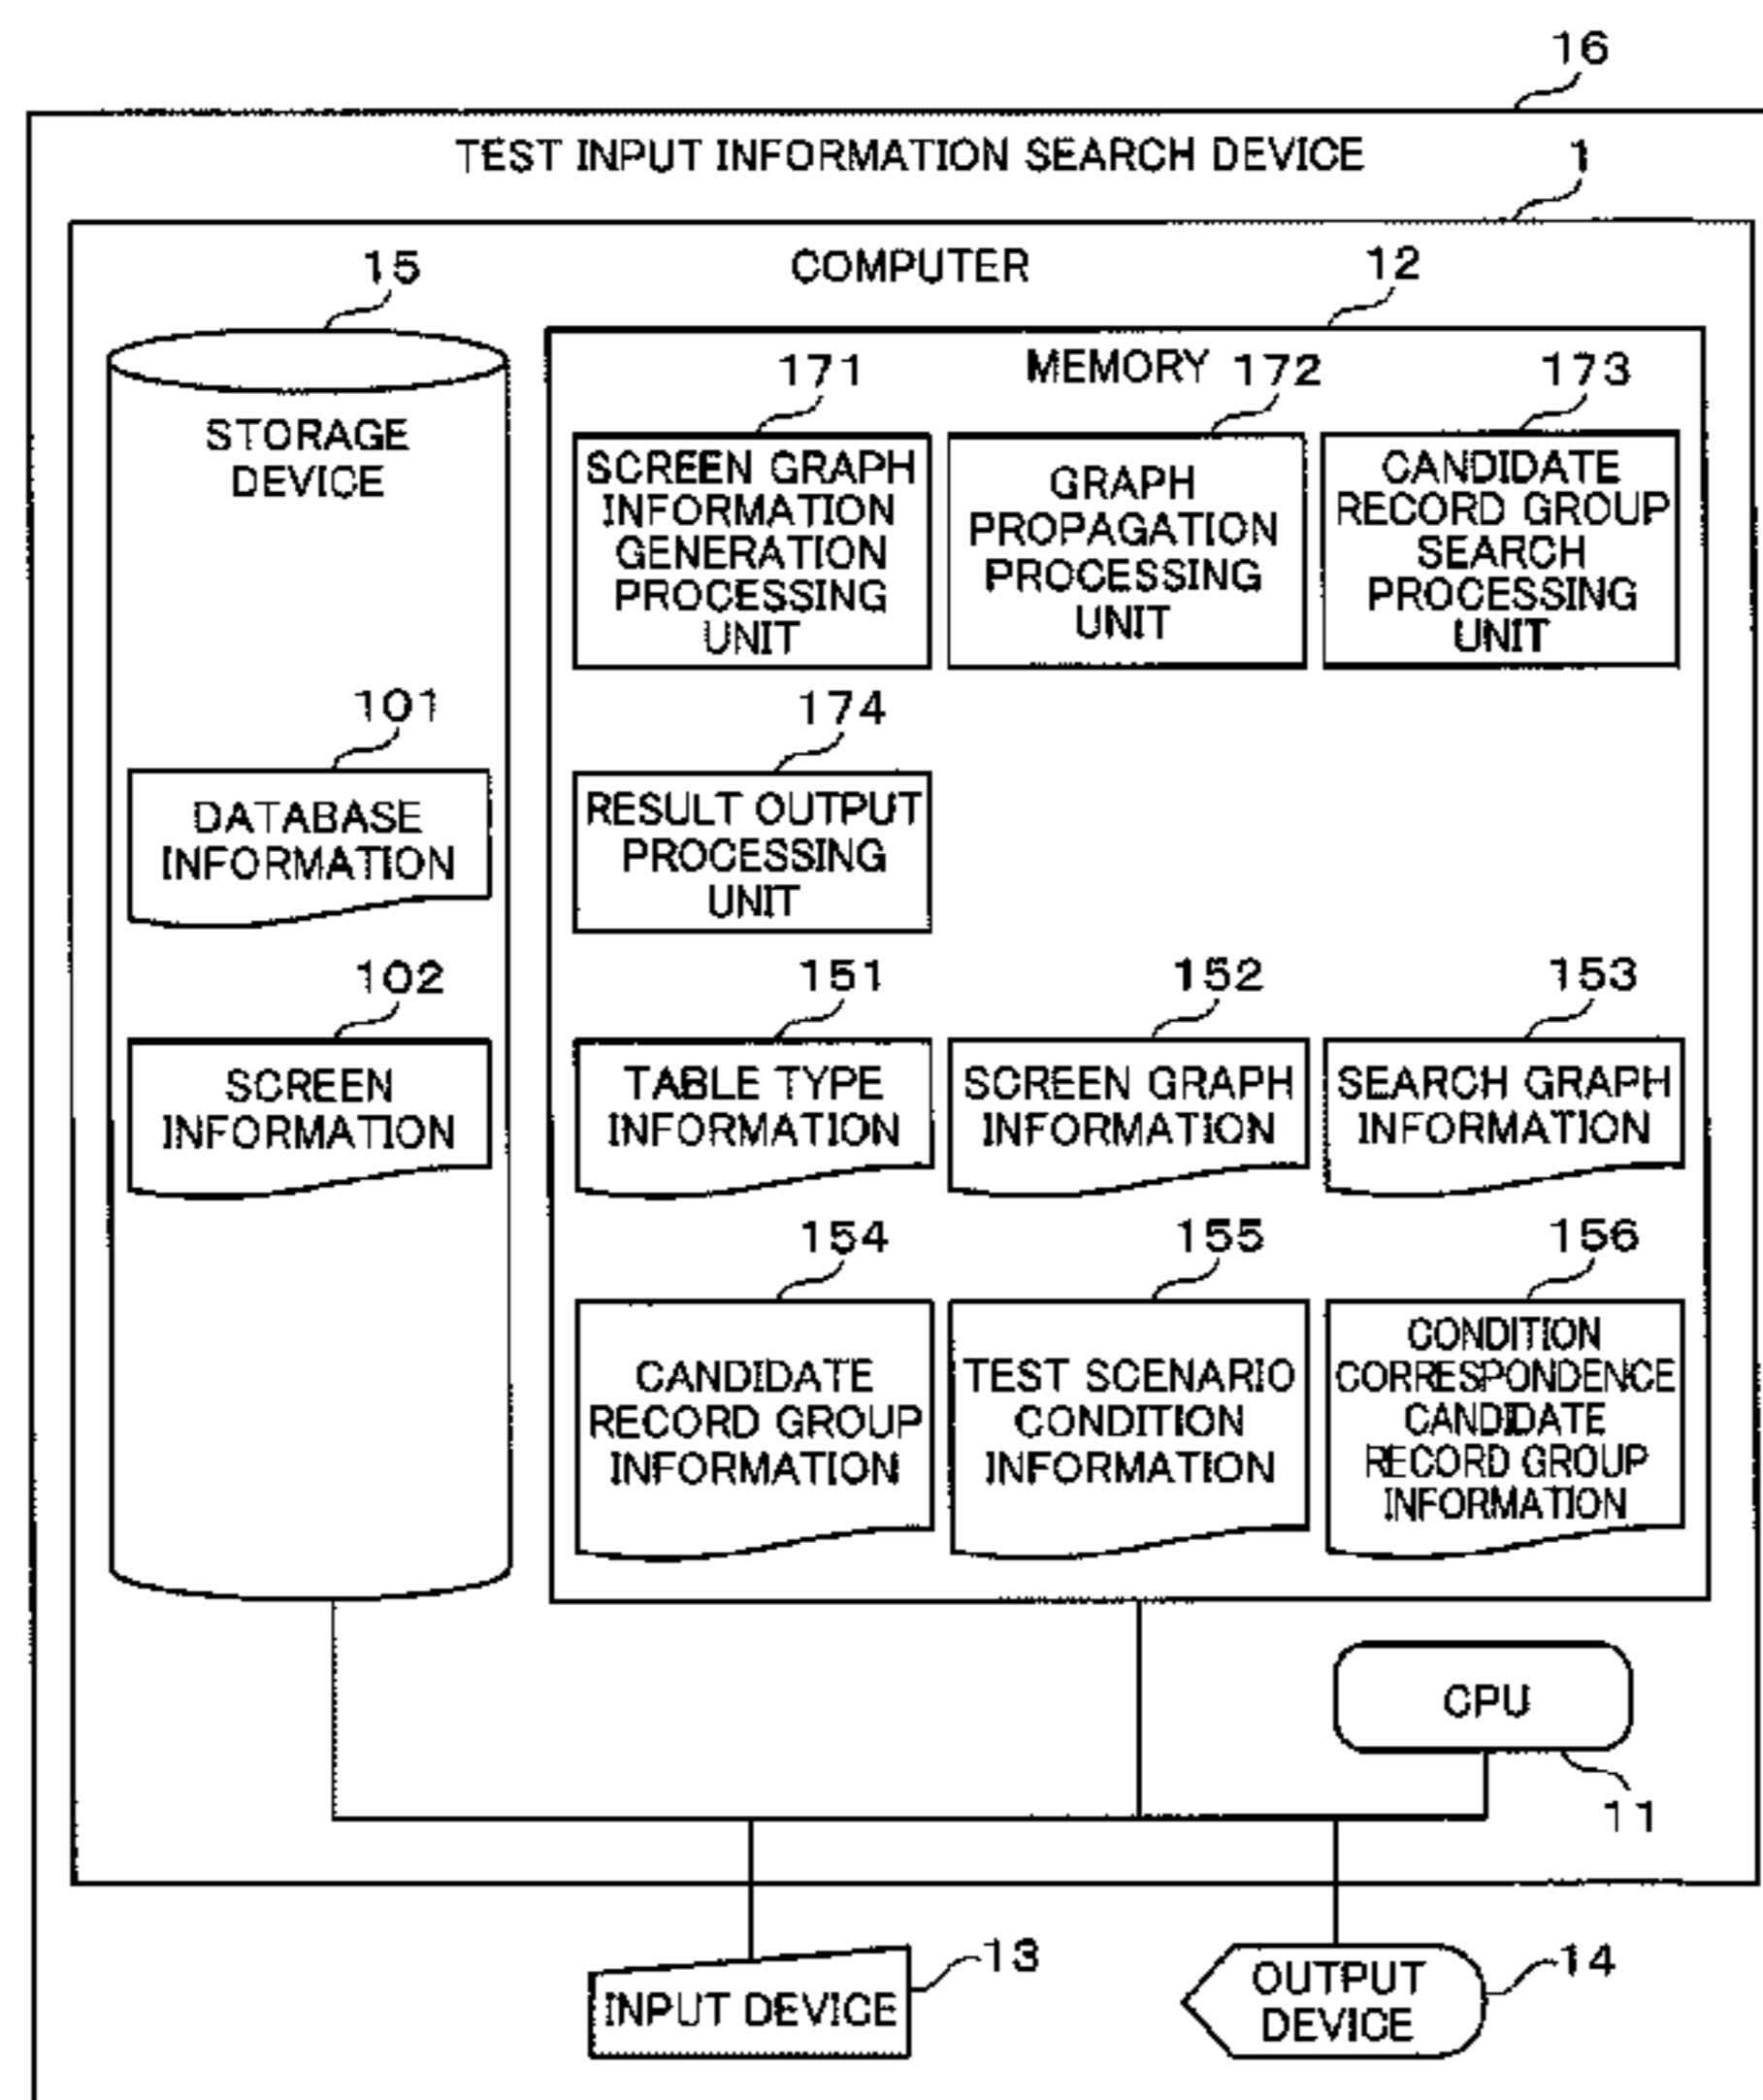 16
TEST INPUT INFORMATION SEARCH DEVICE
1
COMPUTER
15
12
STORAGE
DEVICE
MEMORY
171
172
173
SCREEN GRAPH
INFORMATION
GENERATION
PROCESSING
UNIT
GRAPH
PROPAGATION
PROCESSING
UNIT
CANDIDATE
RECORD GROUP
SEARCH
PROCESSING
UNIT
101
174
DATABASE
INFORMATION
RESULT OUTPUT
PROCESSING
UNIT
102
151
152
153
SCREEN
INFORMATION
TABLE TYPE
INFORMATION
SCREEN GRAPH
INFORMATION
SEARCH GRAPH
INFORMATION
154
155
156
CANDIDATE
RECORD GROUP
INFORMATION
TEST SCENARIO
CONDITION
INFORMATION
CONDITION
CORRESPONDENCE
CANDIDATE
RECORD GROUP
INFORMATION
CPU
11
13
INPUT DEVICE
14
OUTPUT
DEVICE